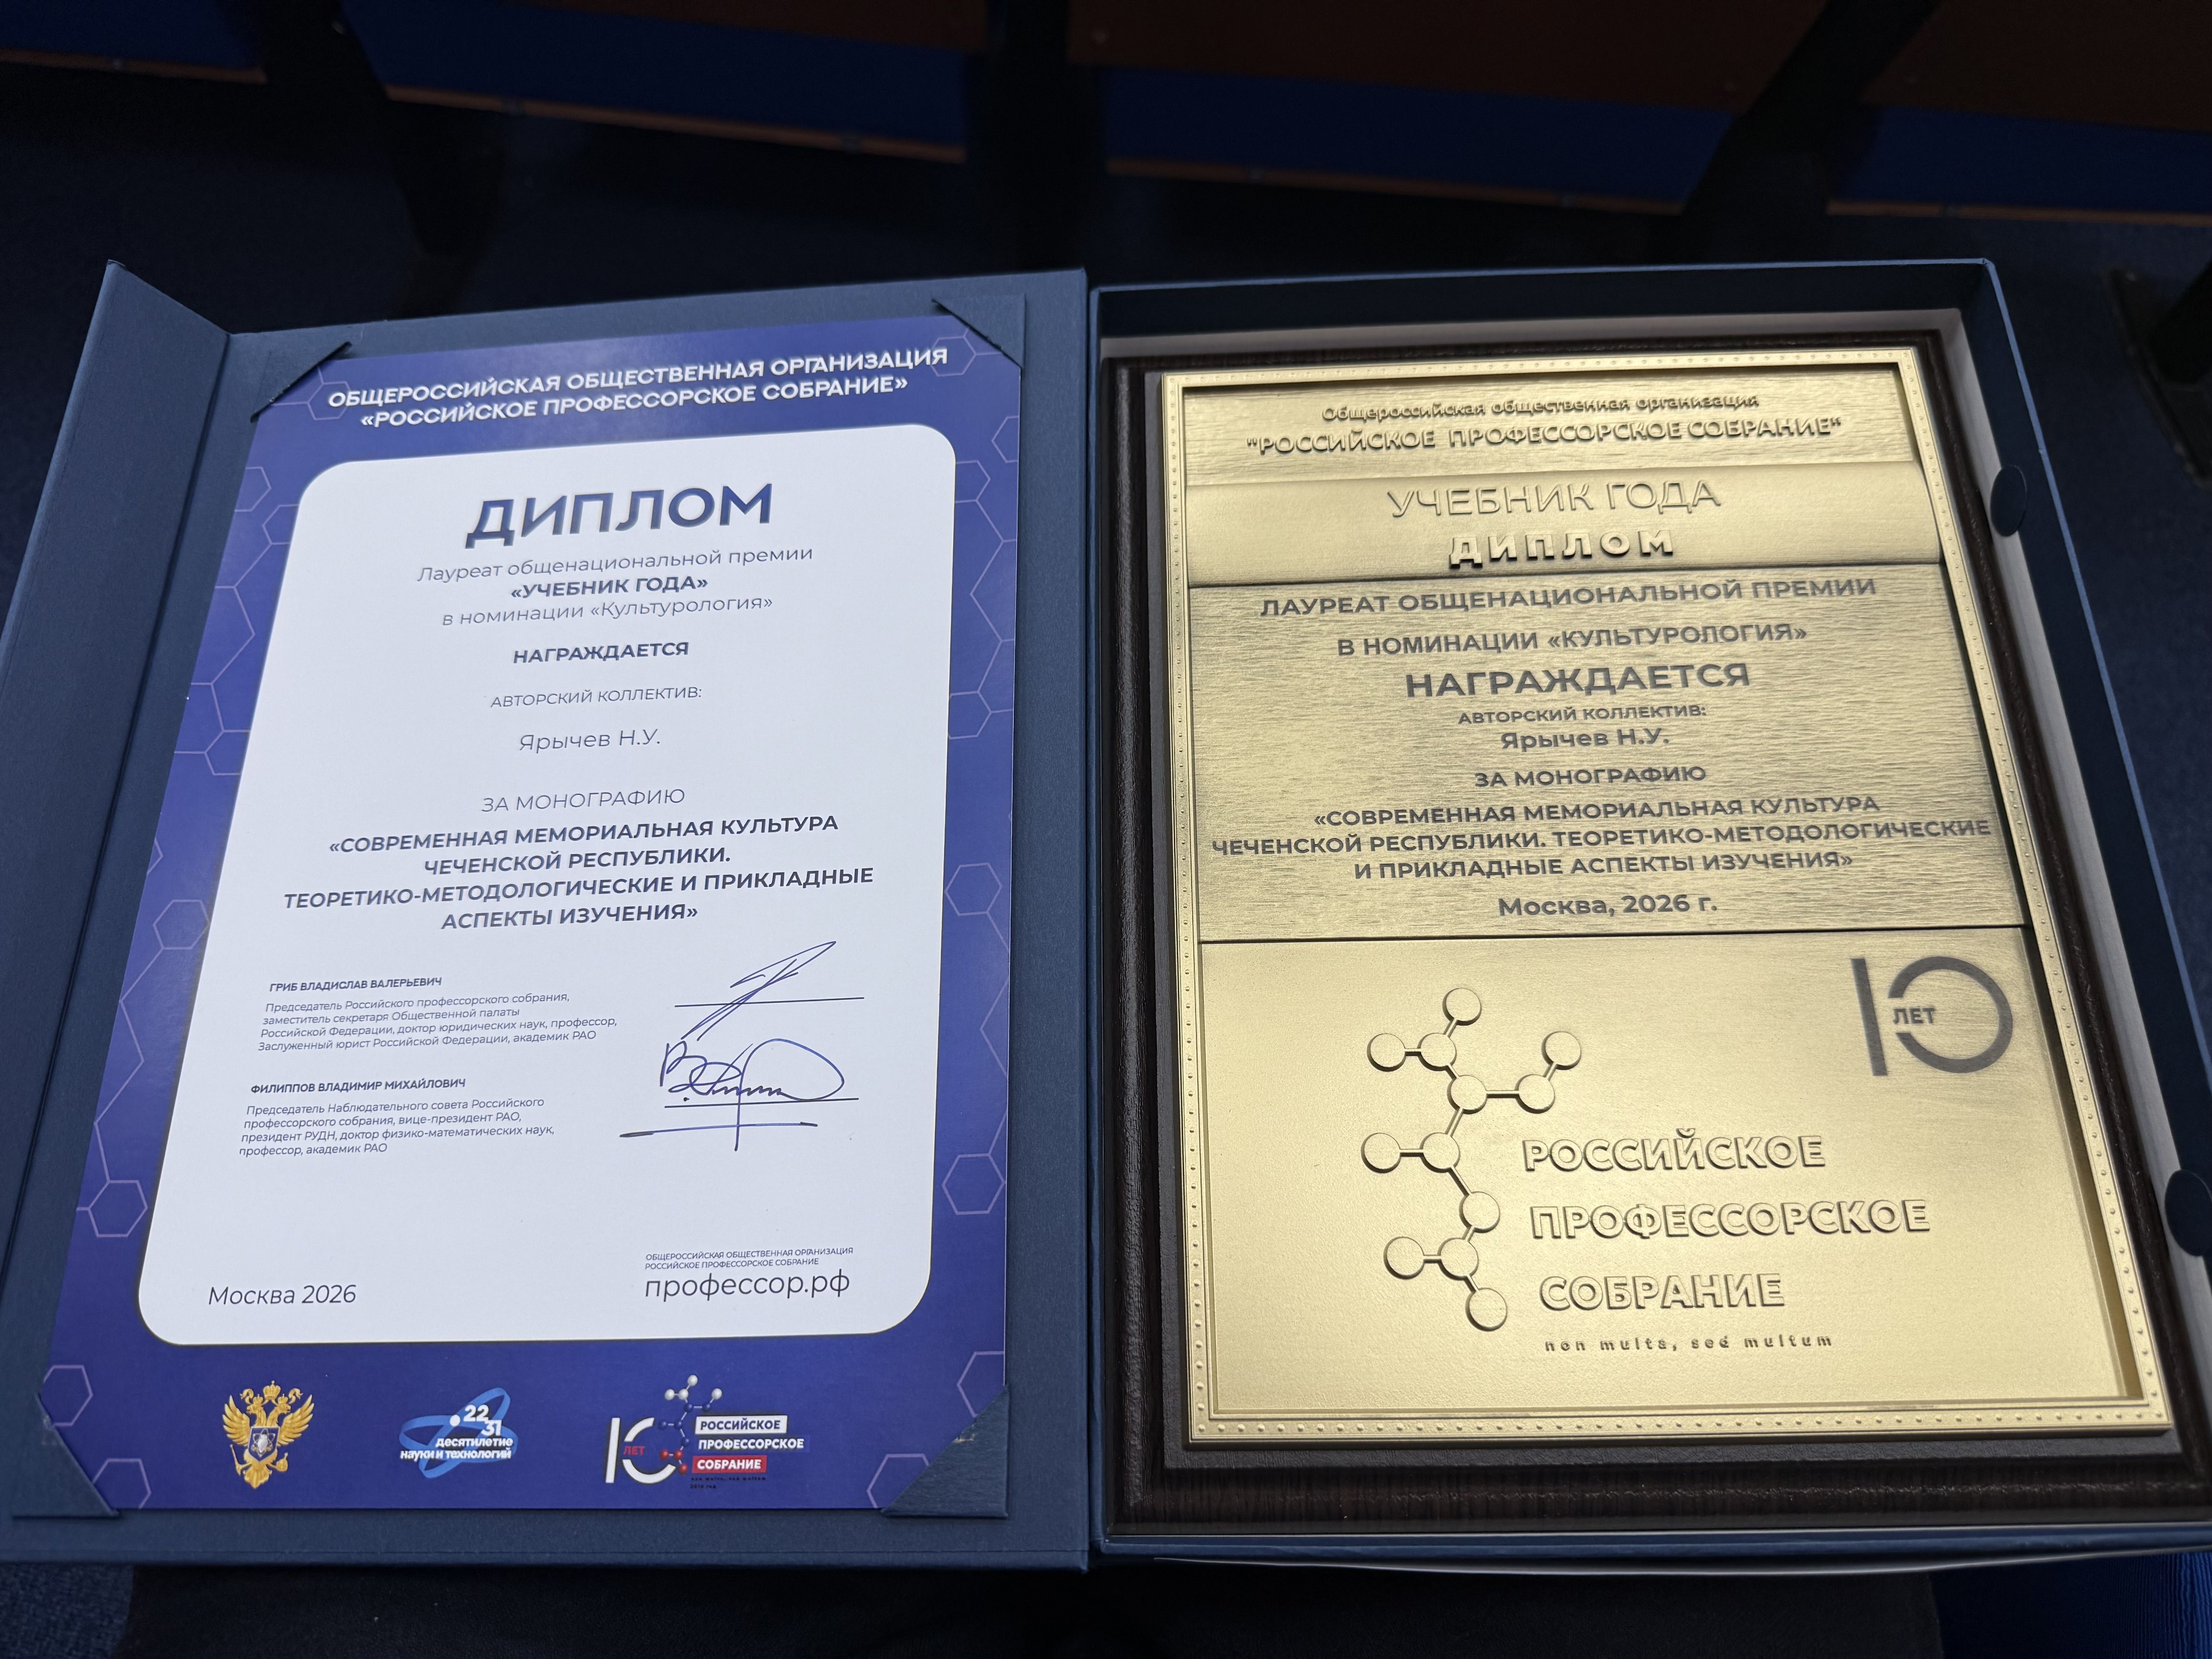 ОБЩЕРОССИЙСКАЯ ОБЩЕСТВЕННАЯ ОРГАНИЗАЦИЯ
«РОССИЙСКОЕ ПРОФЕССОРСКОЕ СОБРАНИЕ»
ДИПЛОМ
Лауреат общенациональной премии
«УЧЕБНИК ГОДА»
в номинации «Культурология»
НАГРАЖДАЕТСЯ
АВТОРСКИЙ КОЛЛЕКТИВ:
Ярычев Н.У.
ЗА МОНОГРАФИЮ
«СОВРЕМЕННАЯ МЕМОРИАЛЬНАЯ КУЛЬТУРА
ЧЕЧЕНСКОЙ РЕСПУБЛИКИ.
ТЕОРЕТИКО-МЕТОДОЛОГИЧЕСКИЕ И ПРИКЛАДНЫЕ
АСПЕКТЫ ИЗУЧЕНИЯ»
ГРИБ ВЛАДИСЛАВ ВАЛЕРЬЕВИЧ
Председатель Российского профессорского собрания,
заместитель секретаря Общественной палаты
Российской Федерации, доктор юридических наук, профессор,
Заслуженный юрист Российской Федерации, академик РАО
ФИЛИППОВ ВЛАДИМИР МИХАЙЛОВИЧ
Председатель Наблюдательного совета Российского
профессорского собрания, вице-президент РАО,
президент РУДН, доктор физико-математических наук,
профессор, академик РАО
Москва 2026
ОБЩЕРОССИЙСКАЯ ОБЩЕСТВЕННАЯ ОРГАНИЗАЦИЯ
РОССИЙСКОЕ ПРОФЕССОРСКОЕ СОБРАНИЕ
профессор.рф
22
31
десятилетие
науки и технологий
10
ЛЕТ
РОССИЙСКОЕ
ПРОФЕССОРСКОЕ
СОБРАНИЕ
Общероссийская общественная организация
"РОССИЙСКОЕ ПРОФЕССОРСКОЕ СОБРАНИЕ"
УЧЕБНИК ГОДА
ДИПЛОМ
ЛАУРЕАТ ОБЩЕНАЦИОНАЛЬНОЙ ПРЕМИИ
В НОМИНАЦИИ «КУЛЬТУРОЛОГИЯ»
НАГРАЖДАЕТСЯ
АВТОРСКИЙ КОЛЛЕКТИВ:
Ярычев Н.У.
ЗА МОНОГРАФИЮ
«СОВРЕМЕННАЯ МЕМОРИАЛЬНАЯ КУЛЬТУРА
ЧЕЧЕНСКОЙ РЕСПУБЛИКИ. ТЕОРЕТИКО-МЕТОДОЛОГИЧЕСКИЕ
И ПРИКЛАДНЫЕ АСПЕКТЫ ИЗУЧЕНИЯ»
Москва, 2026 г.
10
ЛЕТ
РОССИЙСКОЕ
ПРОФЕССОРСКОЕ
СОБРАНИЕ
non multa, sed multum